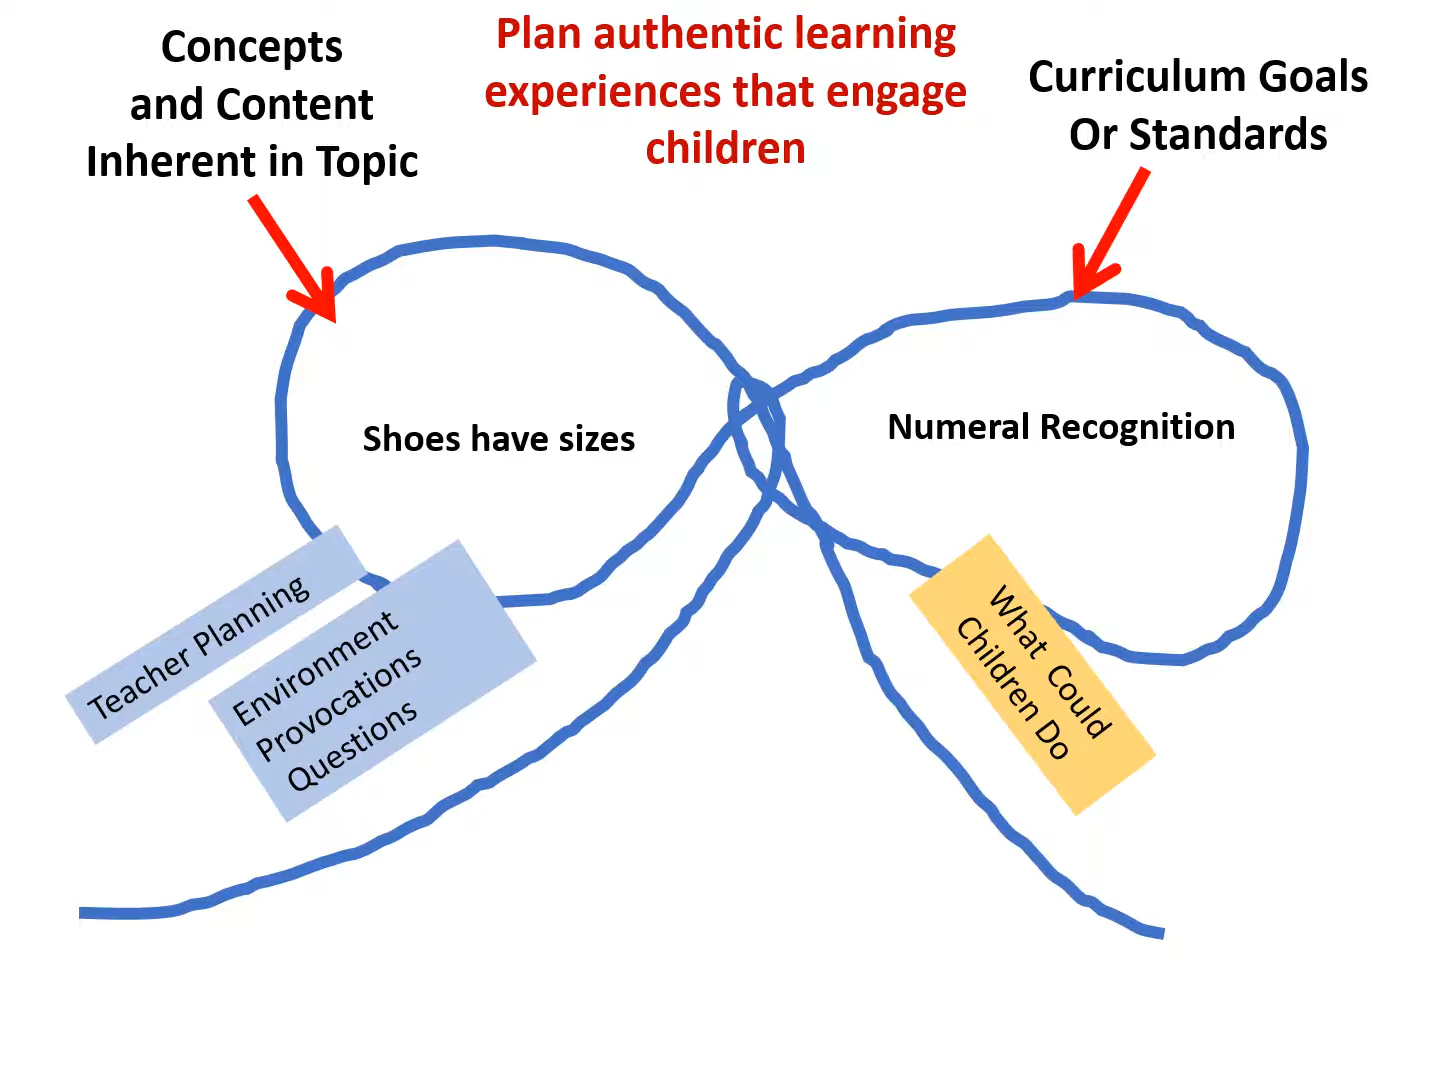 Concepts
and Content
Inherent in Topic
Plan authentic learning
experiences that engage
children
Curriculum Goals
Or Standards
Shoes have sizes
Numeral Recognition
Teacher Planning
Environment
Provocations
Questions
What Could
Children Do